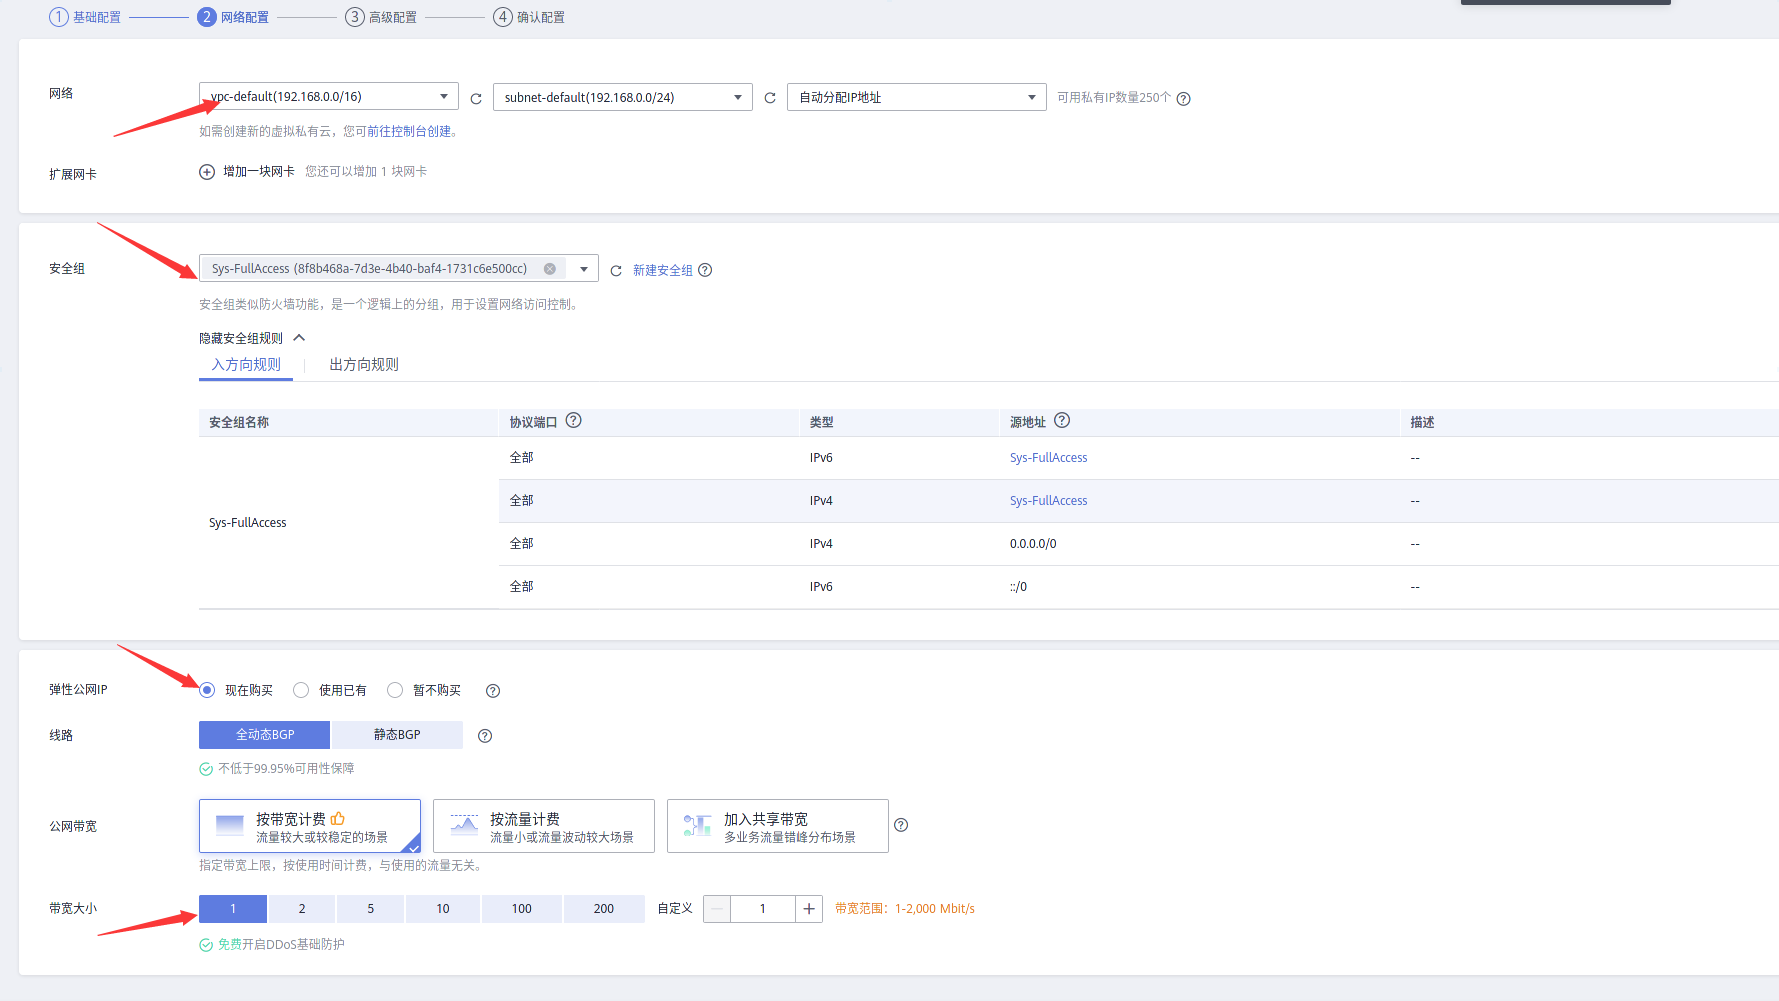 1 基础配置 2 网络配置 3 高级配置 4 确认配置
网络 vpc-default(192.168.0.0/16) subnet-default(192.168.0.0/24) 自动分配IP地址 可用私有IP数量250个
如需创建新的虚拟私有云，您可前往控制台创建。
扩展网卡 增加一块网卡 您还可以增加 1 块网卡
安全组 Sys-FullAccess (8f8b468a-7d3e-4b40-baf4-1731c6e500cc) 新建安全组
安全组类似防火墙功能，是一个逻辑上的分组，用于设置网络访问控制。
隐藏安全组规则
入方向规则 出方向规则
安全组名称 协议端口 类型 源地址 描述
全部 IPv6 Sys-FullAccess --
全部 IPv4 Sys-FullAccess --
Sys-FullAccess
全部 IPv4 0.0.0.0/0 --
全部 IPv6 ::/0 --
弹性公网IP 现在购买 使用已有 暂不购买
线路 全动态BGP 静态BGP
不低于99.95%可用性保障
公网带宽 按带宽计费 按流量计费 加入共享带宽
流量较大或较稳定的场景 流量小或流量波动较大场景 多业务流量错峰分布场景
指定带宽上限，按使用时间计费，与使用的流量无关。
带宽大小 1 2 5 10 100 200 自定义 1 带宽范围：1-2,000 Mbit/s
免费开启DDoS基础防护